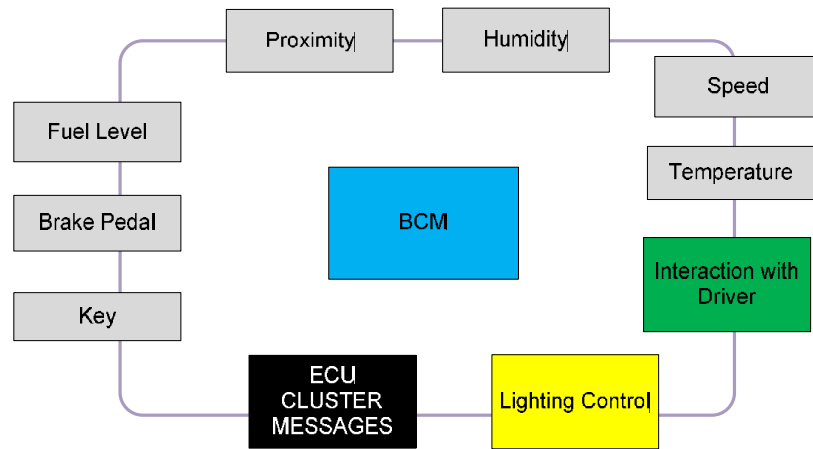 Proximity
Humidity
Speed
Fuel Level
Temperature
Brake Pedal
BCM
Interaction with
Driver
Key
ECU
CLUSTER
MESSAGES
Lighting Control